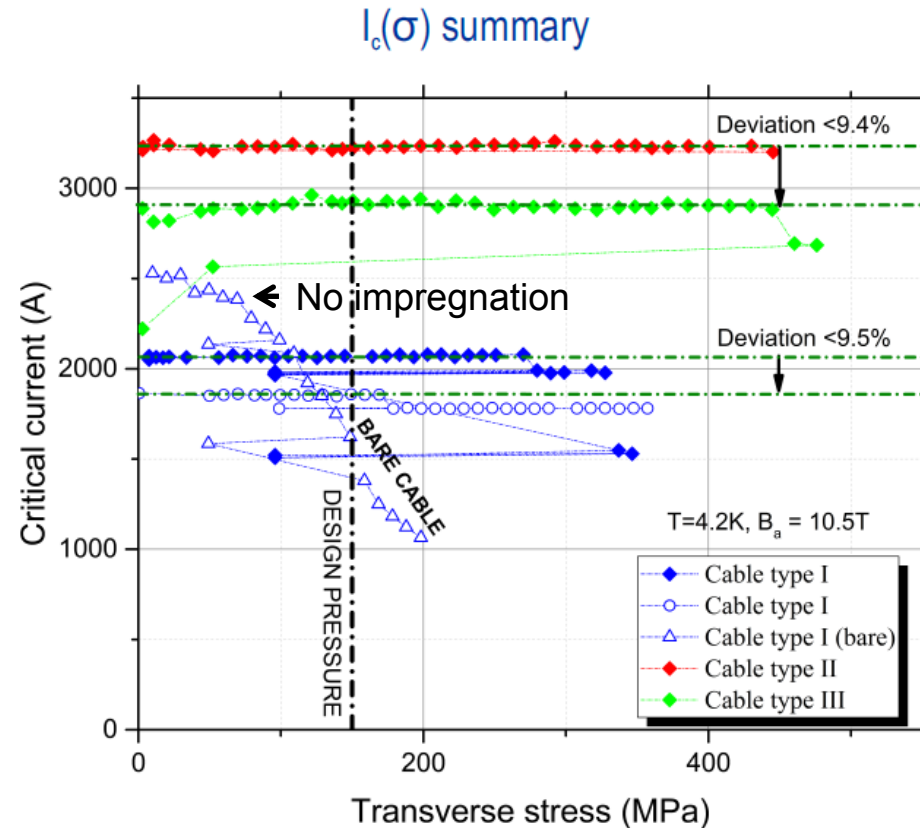 I_c(σ) summary
Deviation <9.4%
3000
No impregnation
Deviation <9.5%
2000
BARE CABLE
DESIGN PRESSURE
T=4.2K, B_a = 10.5T
1000
Cable type I
Cable type I
Cable type I (bare)
Cable type II
Cable type III
0
0 200 400
Critical current (A)
Transverse stress (MPa)